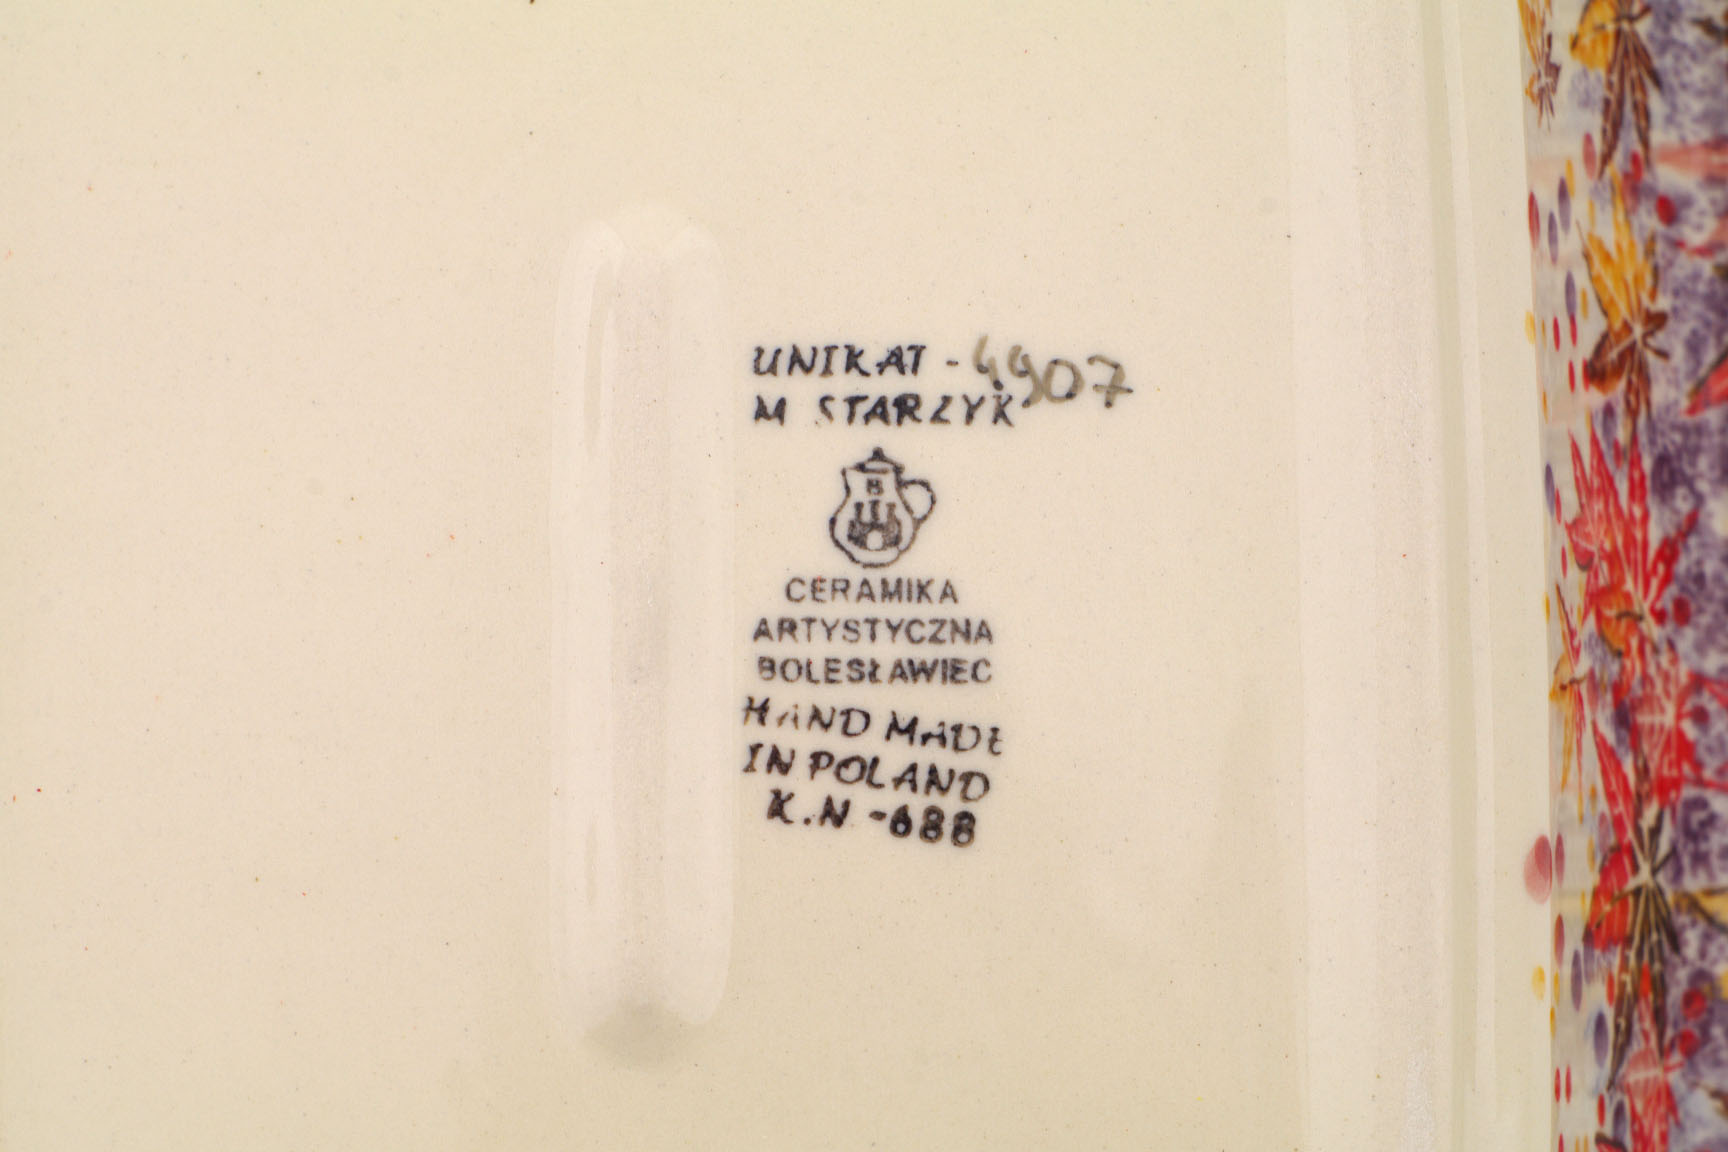 UNIKAT - 4907
M STARZYK
B
CERAMIKA
ARTYSTYCZNA
BOLESŁAWIEC
HAND MADE
IN POLAND
K.N -688